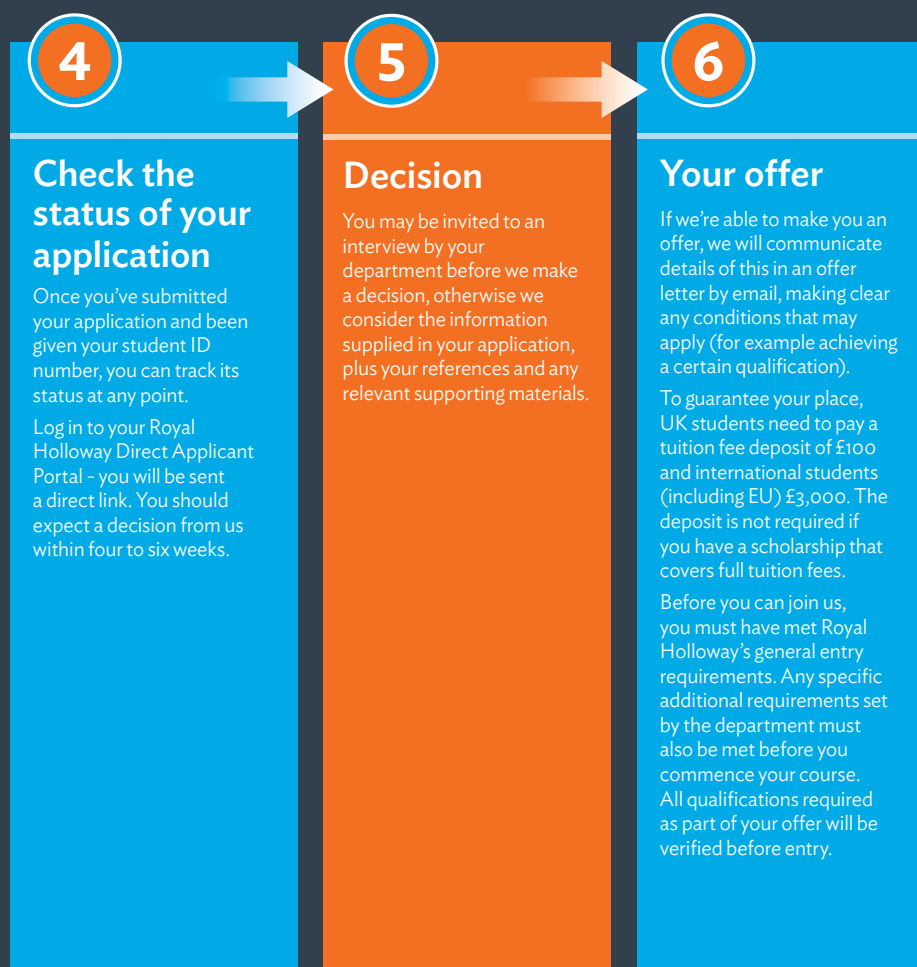 4
Check the
status of your
application
Once you’ve submitted
your application and been
given your student ID
number, you can track its
status at any point.
Log in to your Royal
Holloway Direct Applicant
Portal – you will be sent
a direct link. You should
expect a decision from us
within four to six weeks.
5
Decision
You may be invited to an
interview by your
department before we make
a decision, otherwise we
consider the information
supplied in your application,
plus your references and any
relevant supporting materials.
6
Your offer
If we’re able to make you an
offer, we will communicate
details of this in an offer
letter by email, making clear
any conditions that may
apply (for example achieving
a certain qualification).
To guarantee your place,
UK students need to pay a
tuition fee deposit of £100
and international students
(including EU) £3,000. The
deposit is not required if
you have a scholarship that
covers full tuition fees.
Before you can join us,
you must have met Royal
Holloway’s general entry
requirements. Any specific
additional requirements set
by the department must
also be met before you
commence your course.
All qualifications required
as part of your offer will be
verified before entry.